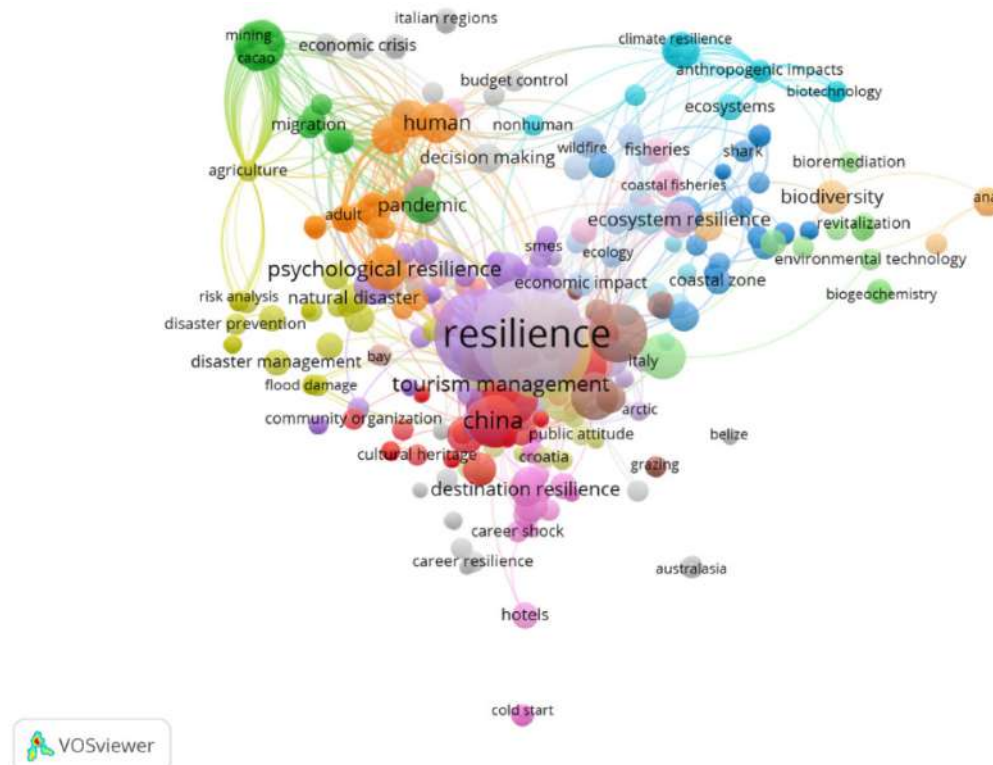 italian regions
mining
economic crisis
climate resilience
cacao
anthropogenic impacts
budget control
biotechnology
ecosystems
human
migration
nonhuman
wildfire
fisheries
shark
decision making
bioremediation
agriculture
coastal fisheries
biodiversity
ana
adult
pandemic
ecosystem resilience
revitalization
smes
ecology
environmental technology
psychological resilience
economic impact
coastal zone
risk analysis
natural disaster
biogeochemistry
disaster prevention
resilience
disaster management
bay
italy
flood damage
tourism management
arctic
community organization
china
public attitude
belize
cultural heritage
croatia
grazing
destination resilience
career shock
career resilience
australasia
hotels
cold start
VOSviewer